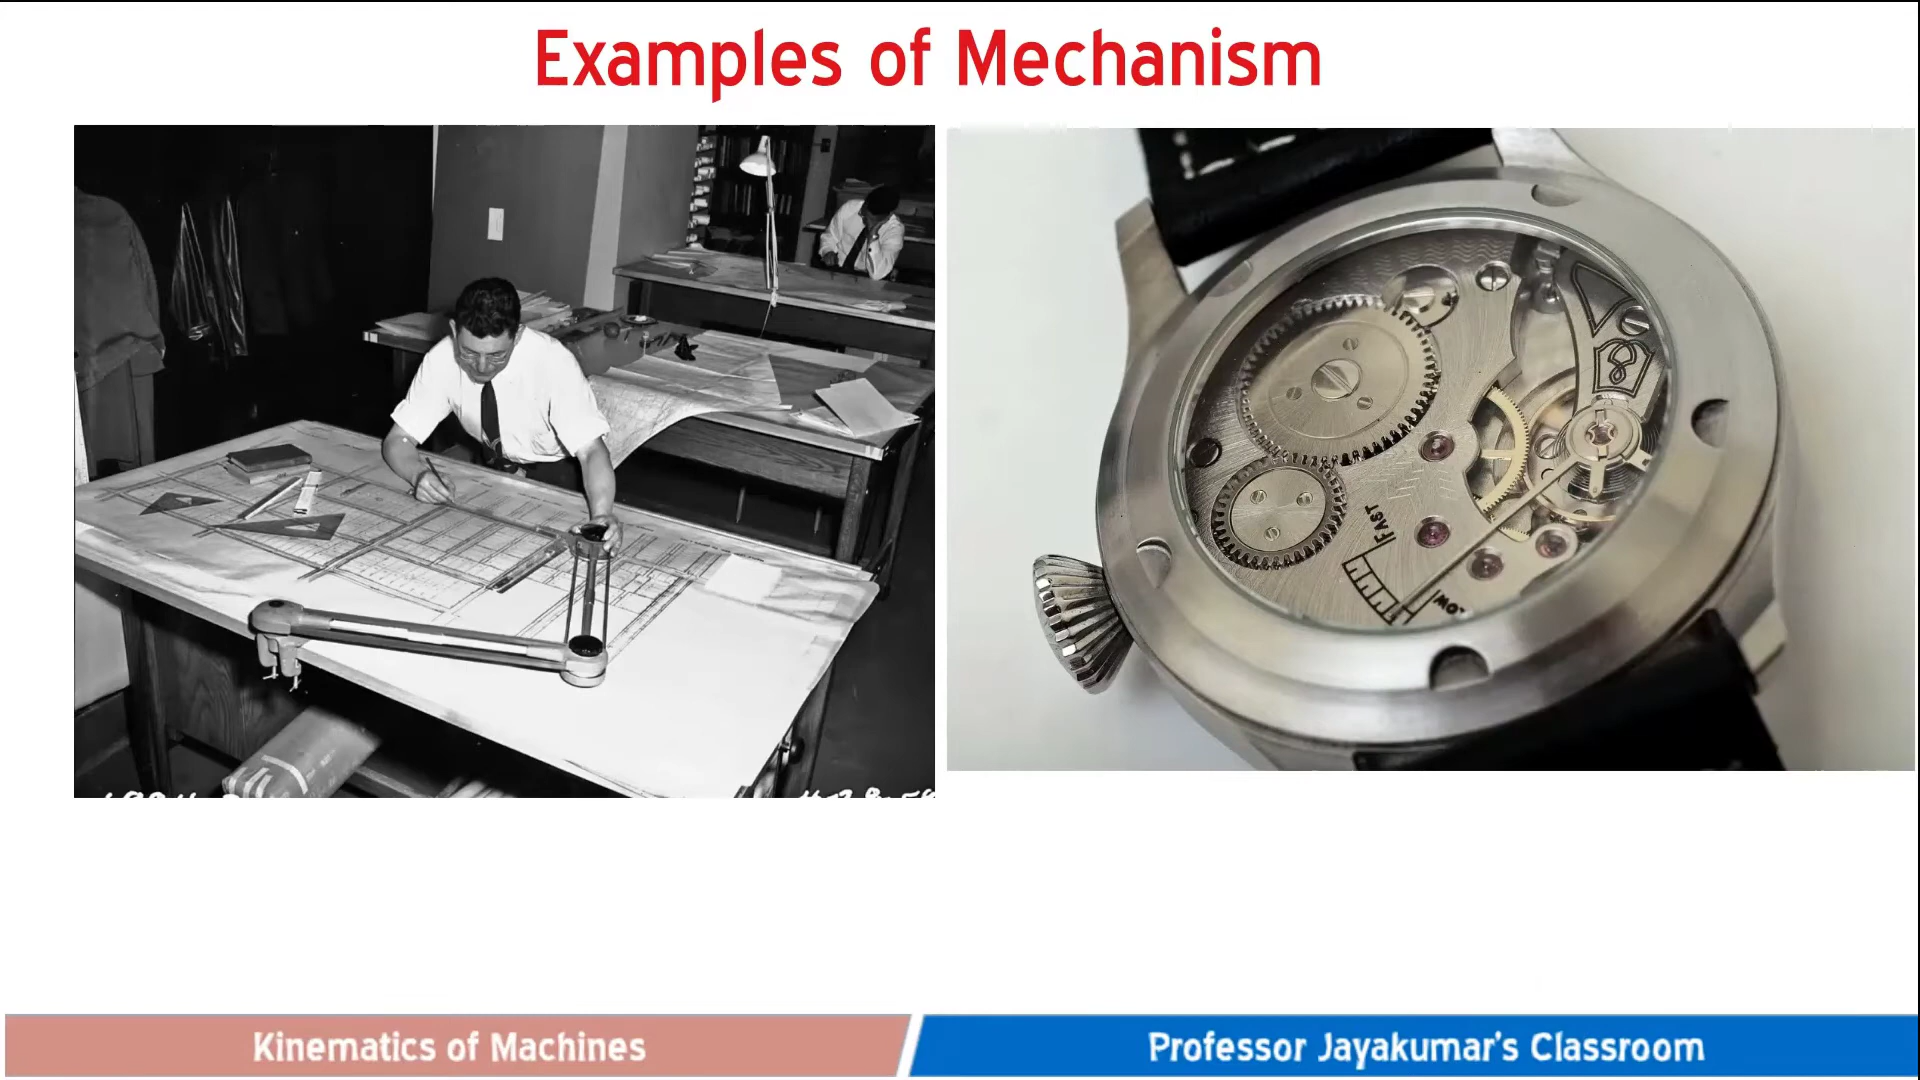 Examples of Mechanism
FAST
Kinematics of Machines
Professor Jayakumar's Classroom